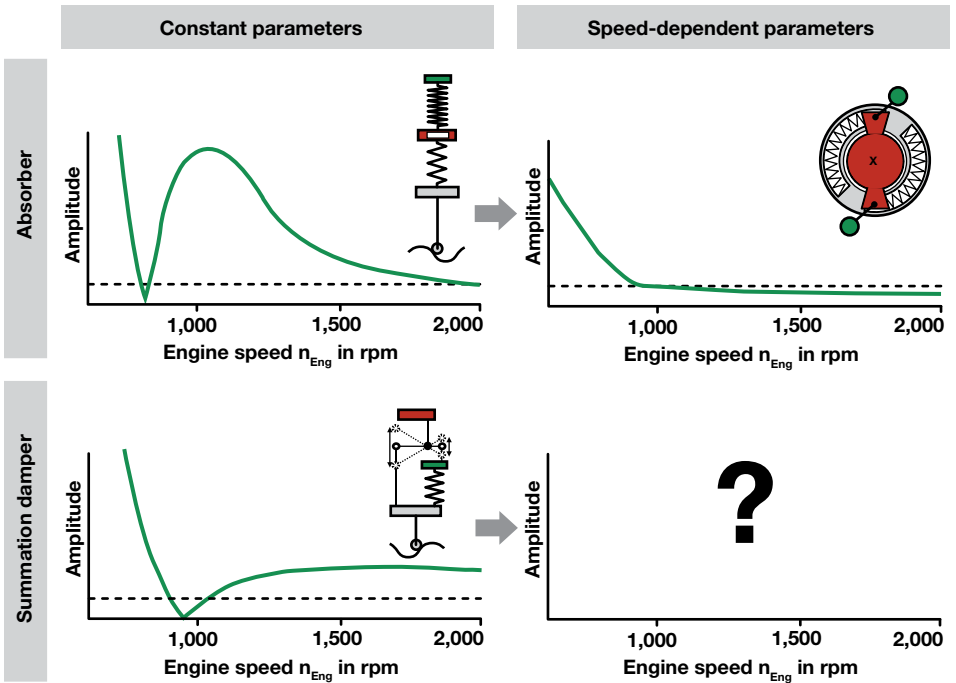 Constant parameters
Speed-dependent parameters
Absorber
Amplitude
1,000
1,500
2,000
Engine speed nEng in rpm
Amplitude
x
1,000
1,500
2,000
Engine speed nEng in rpm
Summation damper
Amplitude
1,000
1,500
2,000
Engine speed nEng in rpm
Amplitude
?
1,000
1,500
2,000
Engine speed nEng in rpm